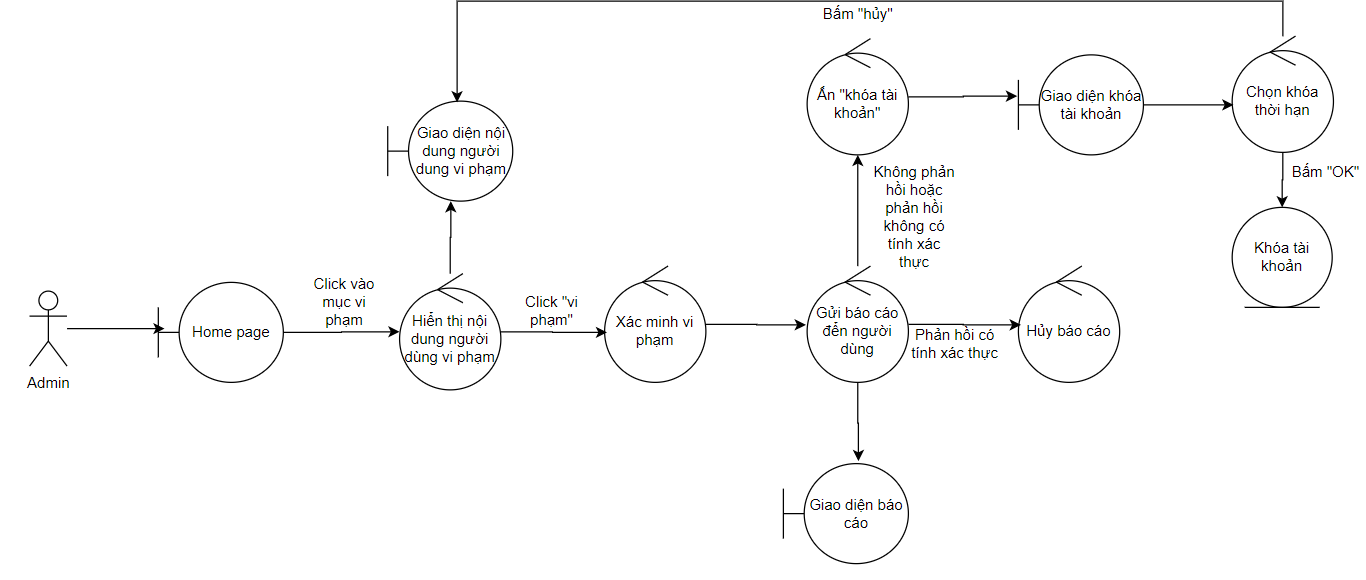 Bấm "hủy"
Ấn "khóa tài
khoản"
Giao diện khóa
tài khoản
Chọn khóa
thời hạn
Giao diện nội
dung người
dung vi phạm
Không phản
hồi hoặc
phản hồi
không có
tính xác
thực
Bấm "OK"
Khóa tài
khoản
Admin
Home page
Click vào
mục vi
phạm
Hiển thị nội
dung người
dùng vi phạm
Click "vi
phạm"
Xác minh vi
phạm
Gửi báo cáo
đến người
dùng
Phản hồi có
tính xác thực
Hủy báo cáo
Giao diện báo
cáo